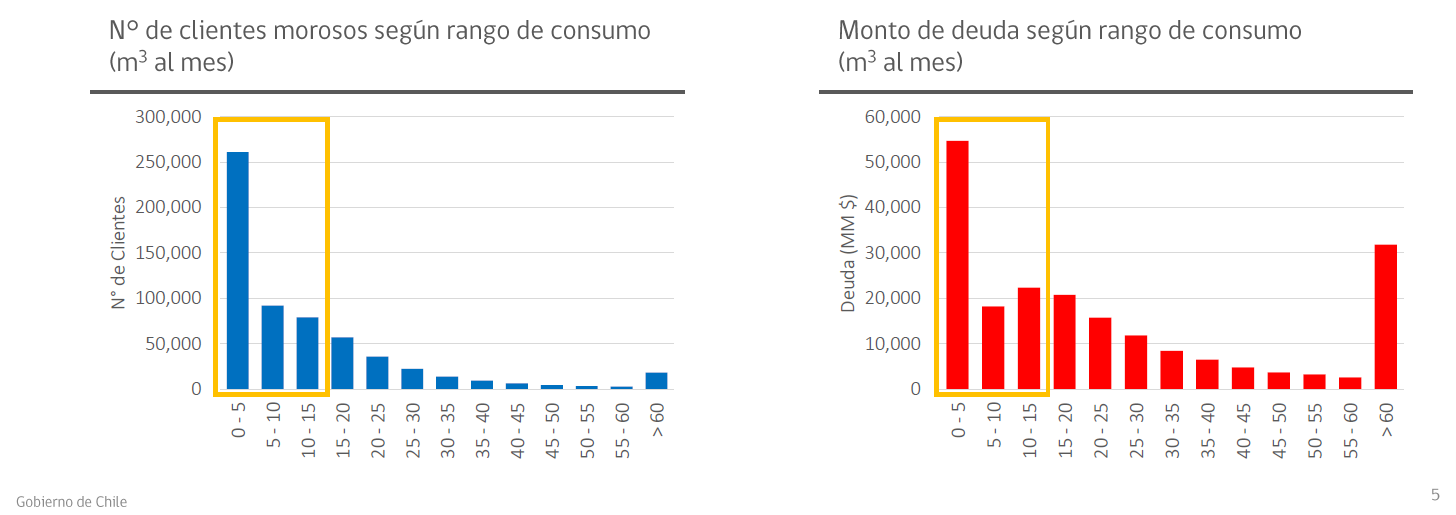 N° de clientes morosos según rango de consumo
(m³ al mes)
300,000
250,000
200,000
150,000
100,000
50,000
0
N° de Clientes
0 - 5
5 - 10
10 - 15
15 - 20
20 - 25
25 - 30
30 - 35
35 - 40
40 - 45
45 - 50
50 - 55
55 - 60
> 60
Monto de deuda según rango de consumo
(m³ al mes)
60,000
50,000
40,000
30,000
20,000
10,000
0
Deuda (MM $)
0 - 5
5 - 10
10 - 15
15 - 20
20 - 25
25 - 30
30 - 35
35 - 40
40 - 45
45 - 50
50 - 55
55 - 60
> 60
Gobierno de Chile
5